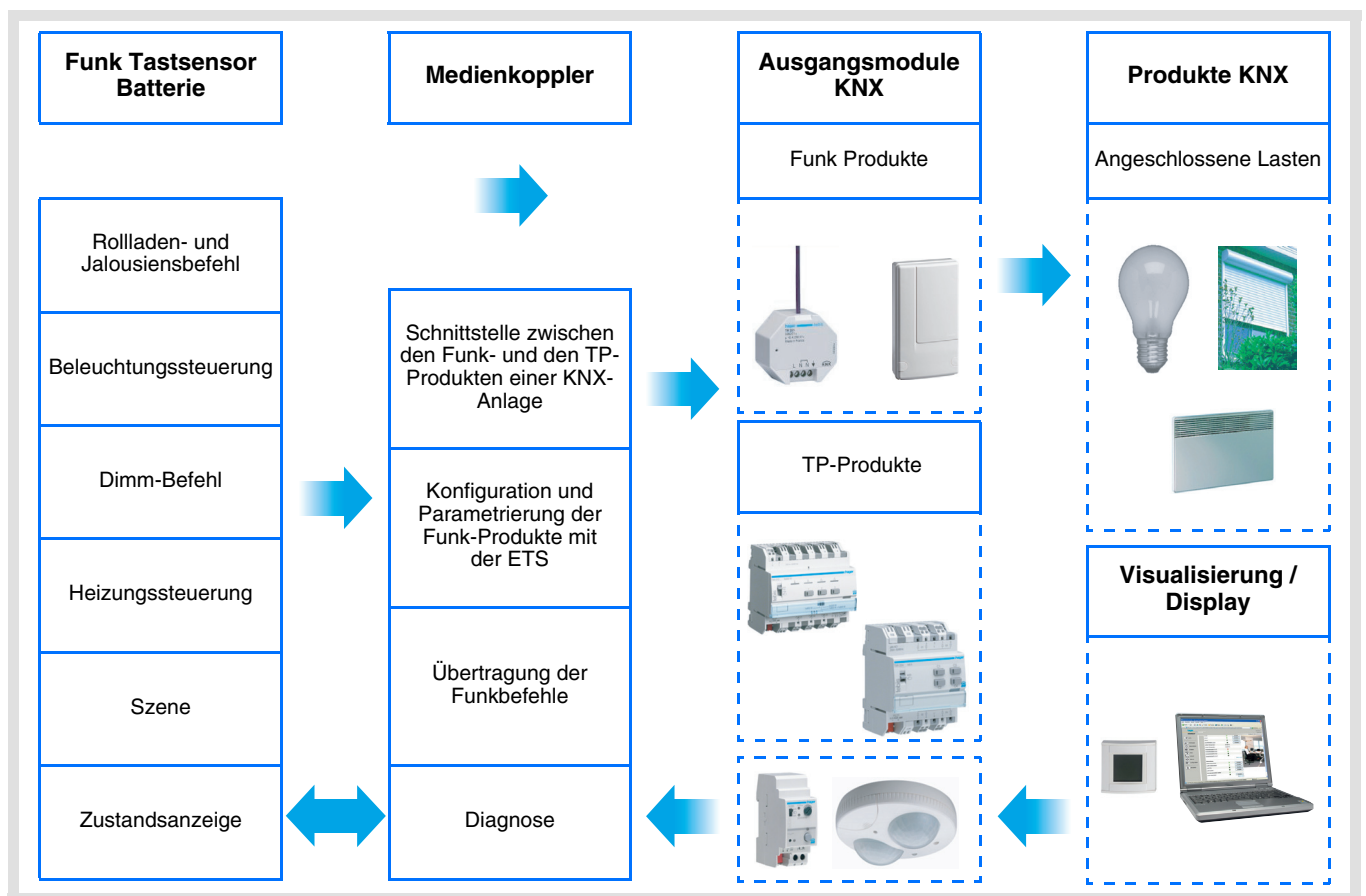 Funk Tastsensor
Batterie
Rollladen- und
Jalousiensbefehl
Beleuchtungssteuerung
Dimm-Befehl
Heizungssteuerung
Szene
Zustandsanzeige
Medienkoppler
Schnittstelle zwischen
den Funk- und den TP-
Produkten einer KNX-
Anlage
Konfiguration und
Parametrierung der
Funk-Produkte mit
der ETS
Übertragung der
Funkbefehle
Diagnose
Ausgangsmodule
KNX
Funk Produkte
L N N
TP-Produkte
Produkte KNX
Angeschlossene Lasten
Visualisierung /
Display